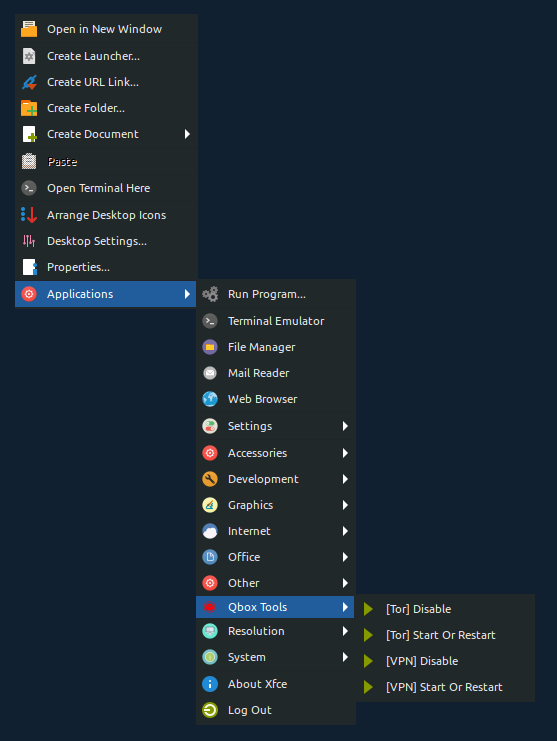 Open in New Window
Create Launcher...
Create URL Link...
Create Folder...
Create Document
Paste
Open Terminal Here
Arrange Desktop Icons
Desktop Settings...
Properties...
Applications
Run Program...
Terminal Emulator
File Manager
Mail Reader
Web Browser
Settings
Accessories
Development
Graphics
Internet
Office
Other
Qbox Tools
Resolution
System
About Xfce
Log Out
[Tor] Disable
[Tor] Start Or Restart
[VPN] Disable
[VPN] Start Or Restart